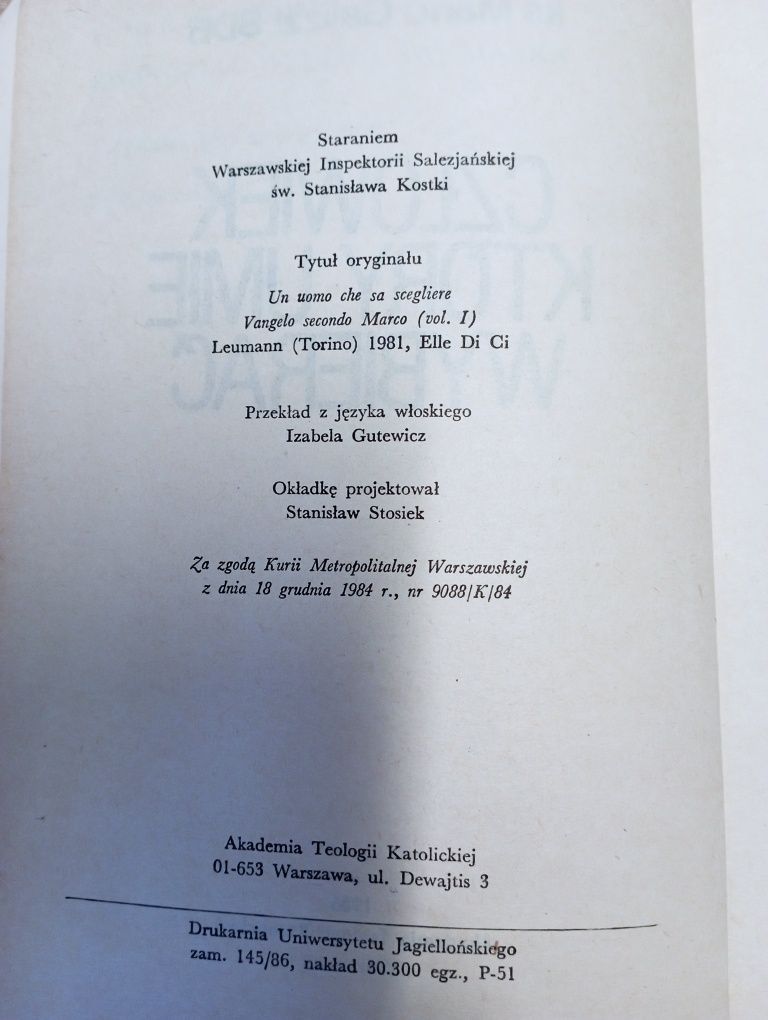 Staraniem
Warszawskiej Inspektorii Salezjańskiej
św. Stanisława Kostki
Tytuł oryginału
Un uomo che sa scegliere
Vangelo secondo Marco (vol. I)
Leumann (Torino) 1981, Elle Di Ci
Przekład z języka włoskiego
Izabela Gutewicz
Okładkę projektował
Stanisław Stosiek
Za zgodą Kurii Metropolitalnej Warszawskiej
z dnia 18 grudnia 1984 r., nr 9088/K/84
Akademia Teologii Katolickiej
01-653 Warszawa, ul. Dewajtis 3
Drukarnia Uniwersytetu Jagiellońskiego
zam. 145/86, nakład 30.300 egz., P-51